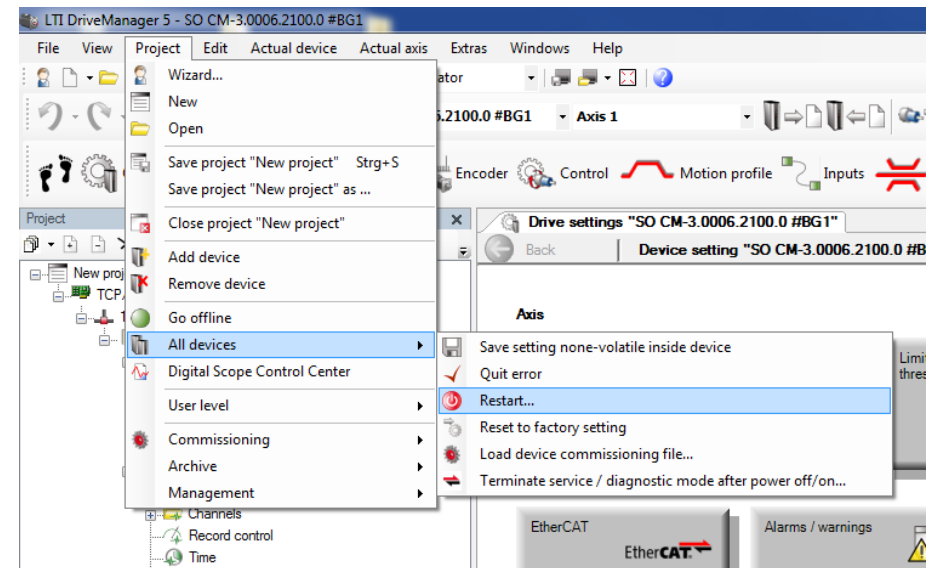 LTI DriveManager 5 - SO CM-3.0006.2100.0 #BG1
File View Project Edit Actual device Actual axis Extras Windows Help
Wizard...
New
Open
Save project "New project" Strg+S
Save project "New project" as ...
Close project "New project"
Add device
Remove device
Go offline
All devices
Digital Scope Control Center
User level
Commissioning
Archive
Management
Save setting none-volatile inside device
Quit error
Restart...
Reset to factory setting
Load device commissioning file...
Terminate service / diagnostic mode after power off/on...
ator
.2100.0 #BG1 Axis 1
Encoder Control Motion profile Inputs
Project
New proj
TCP
Channels
Record control
Time
Drive settings "SO CM-3.0006.2100.0 #BG1"
Back Device setting "SO CM-3.0006.2100.0 #B
Axis
Limi
thres
EtherCAT
EtherCAT
Alarms / warnings